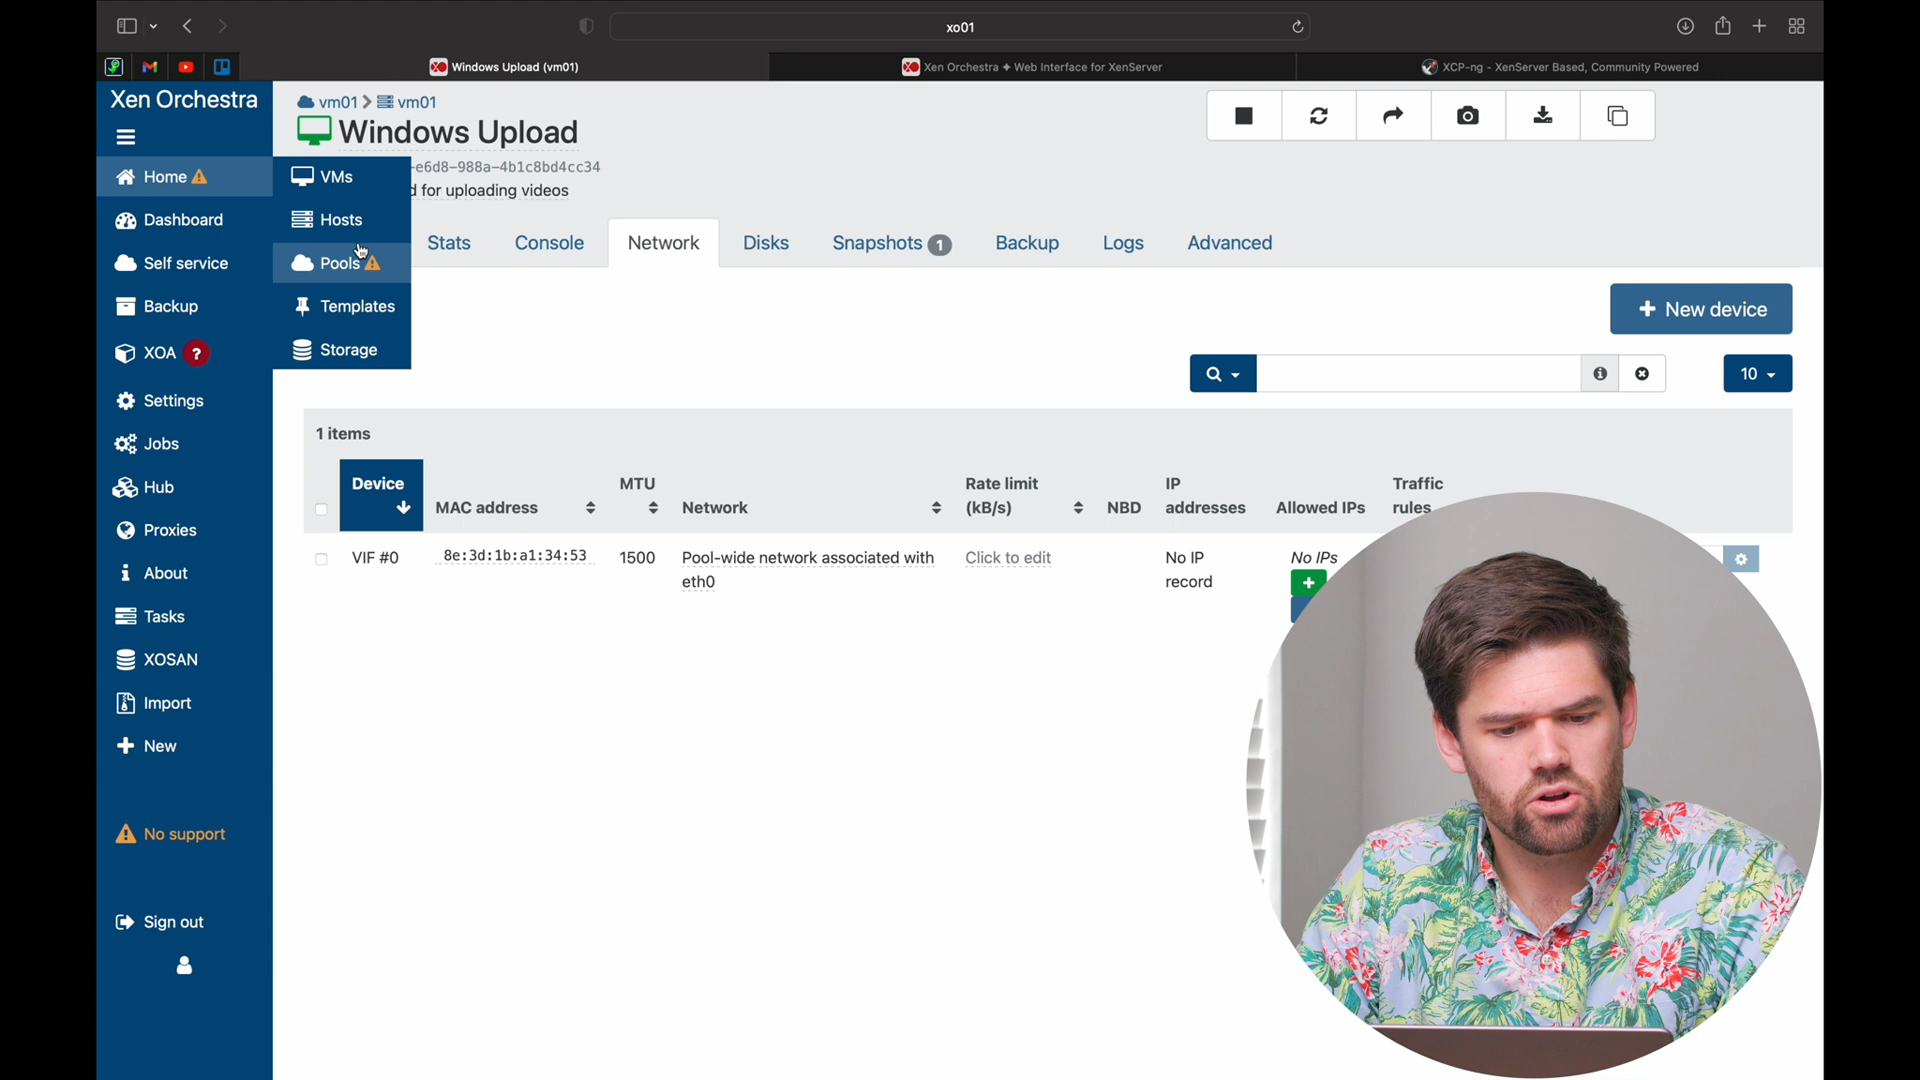 xo01
Windows Upload (vm01)
Xen Orchestra ✦ Web Interface for XenServer
XCP-ng - XenServer Based, Community Powered
Xen Orchestra
Home
Dashboard
Self service
Backup
XOA ?
Settings
Jobs
Hub
Proxies
About
Tasks
XOSAN
Import
New
No support
Sign out
VMs
Hosts
Pools
Templates
Storage
vm01 > vm01
Windows Upload
-e6d8-988a-4b1c8bd4cc34
for uploading videos
Stats
Console
Network
Disks
Snapshots 1
Backup
Logs
Advanced
+ New device
10
1 items
Device
MAC address
MTU
Network
Rate limit
(kB/s)
NBD
IP
addresses
Allowed IPs
Traffic
rules
VIF #0
8e:3d:1b:a1:34:53
1500
Pool-wide network associated with
eth0
Click to edit
No IP
record
No IPs
+